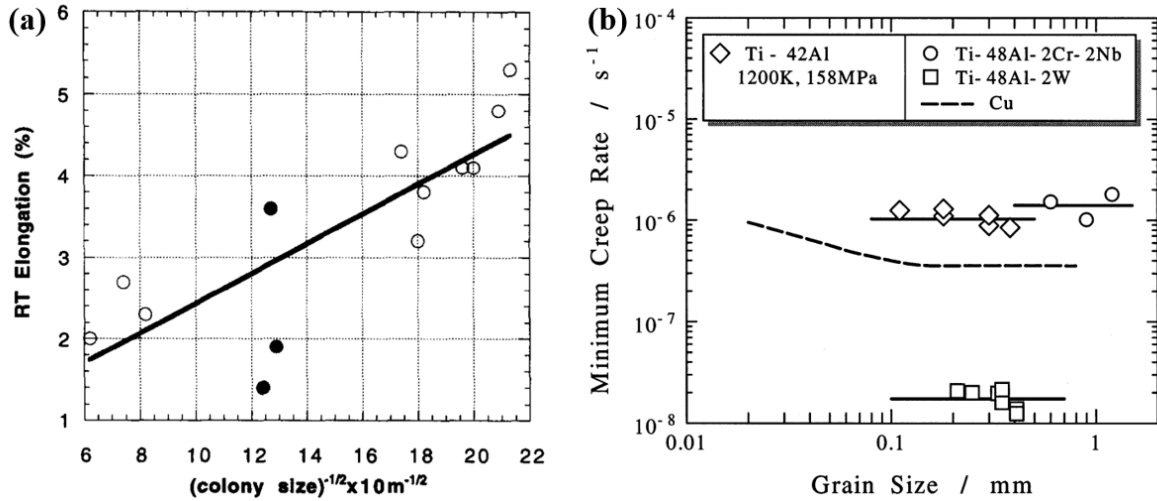 (a)
6
5
4
3
2
1
RT Elongation (%)
6 8 10 12 14 16 18 20 22
(colony size)-1/2x10m-1/2
(b)
10-4
10-5
10-6
10-7
10-8
Minimum Creep Rate / s-1
Ti - 42Al
1200K, 158MPa
Ti- 48Al- 2Cr- 2Nb
Ti- 48Al- 2W
Cu
0.01 0.1 1
Grain Size / mm